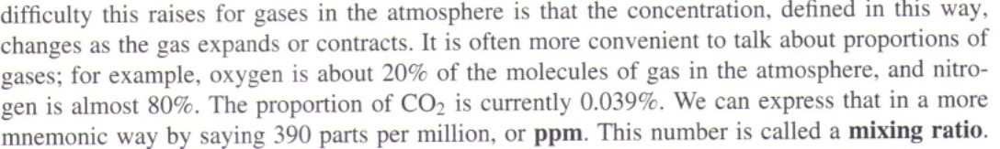 difficulty this raises for gases in the atmosphere is that the concentration, defined in this way,
changes as the gas expands or contracts. It is often more convenient to talk about proportions of
gases; for example, oxygen is about 20% of the molecules of gas in the atmosphere, and nitro-
gen is almost 80%. The proportion of CO₂ is currently 0.039%. We can express that in a more
mnemonic way by saying 390 parts per million, or ppm. This number is called a mixing ratio.